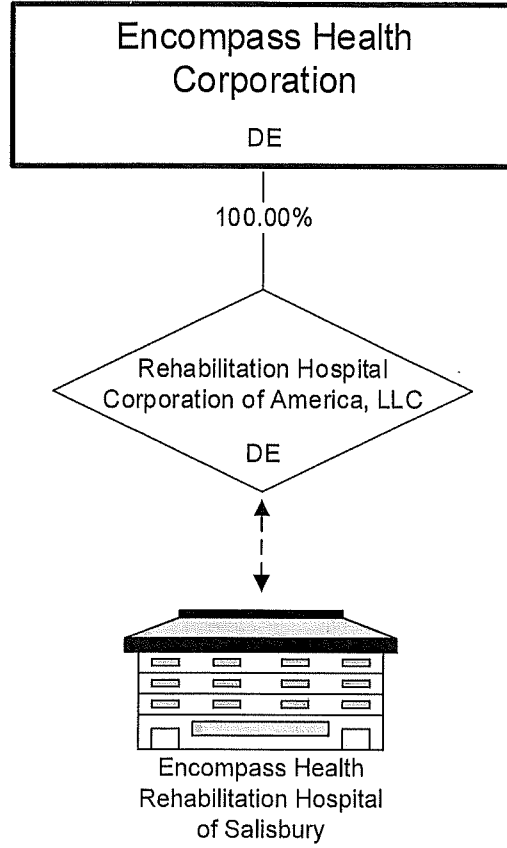 Encompass Health
Corporation
DE
100.00%
Rehabilitation Hospital
Corporation of America, LLC
DE
Encompass Health
Rehabilitation Hospital
of Salisbury